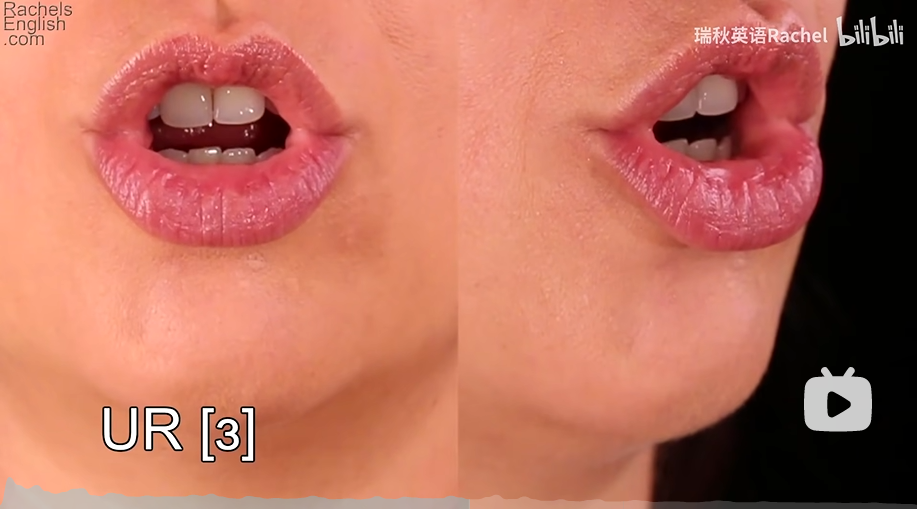 Rachels
English
.com
瑞秋英语Rachel bilibili
UR [ɜ]